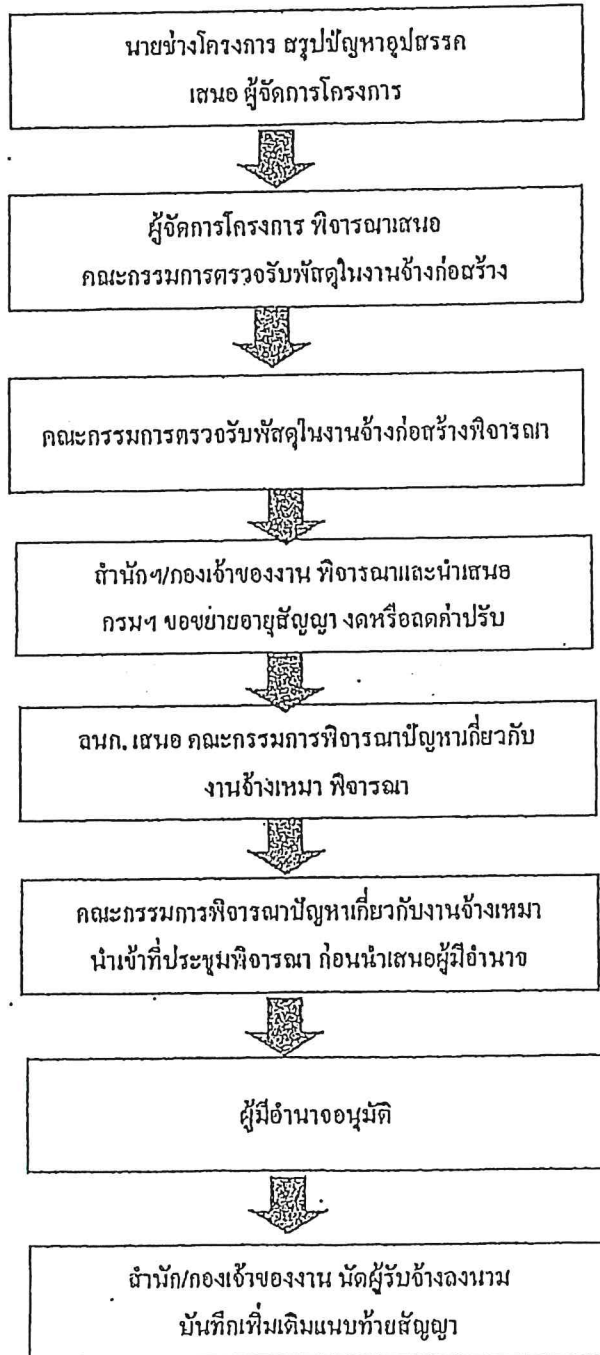 นายช่างโครงการ สรุปปัญหาอุปสรรค
เสนอ ผู้จัดการโครงการ
ผู้จัดการโครงการ พิจารณาเสนอ
คณะกรรมการตรวจรับพัสดุในงานจ้างก่อสร้าง
คณะกรรมการตรวจรับพัสดุในงานจ้างก่อสร้างพิจารณา
สำนักฯ/กองเจ้าของงาน พิจารณาและนำเสนอ
กรมฯ ขอขยายอายุสัญญา งดหรือลดค่าปรับ
ลนก. เสนอ คณะกรรมการพิจารณาปัญหาเกี่ยวกับ
งานจ้างเหมา พิจารณา
คณะกรรมการพิจารณาปัญหาเกี่ยวกับงานจ้างเหมา
นำเข้าที่ประชุมพิจารณา ก่อนนำเสนอผู้มีอำนาจ
ผู้มีอำนาจอนุมัติ
สำนัก/กองเจ้าของงาน นัดผู้รับจ้างลงนาม
บันทึกเพิ่มเติมแนบท้ายสัญญา